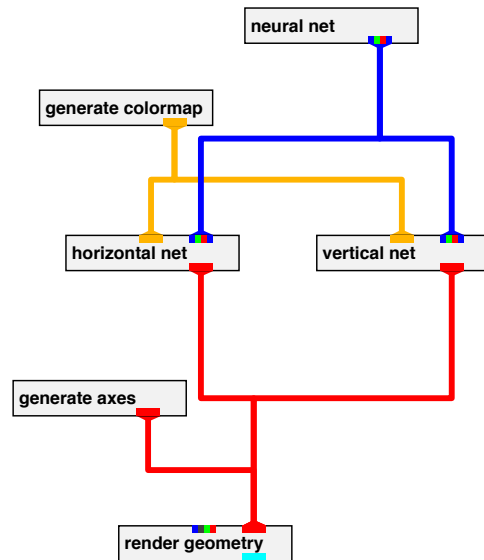 neural net
generate colormap
horizontal net
vertical net
generate axes
render geometry